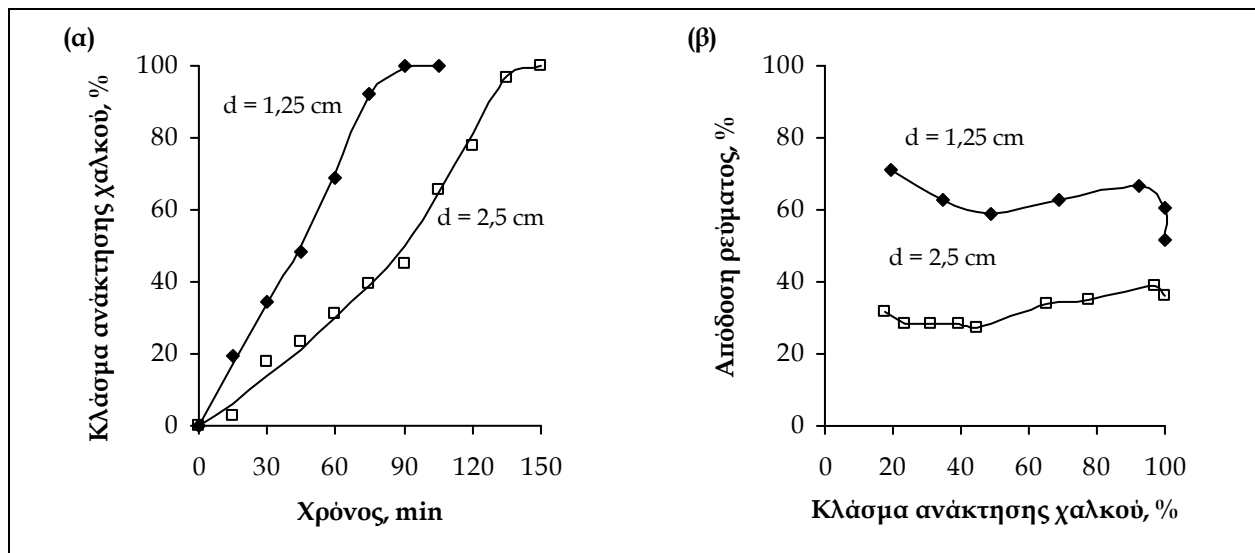 (α)
Κλάσμα ανάκτησης χαλκού, %
100
80
60
40
20
0
d = 1,25 cm
d = 2,5 cm
0 30 60 90 120 150
Χρόνος, min
(β)
Απόδοση ρεύματος, %
100
80
60
40
20
0
d = 1,25 cm
d = 2,5 cm
0 20 40 60 80 100
Κλάσμα ανάκτησης χαλκού, %